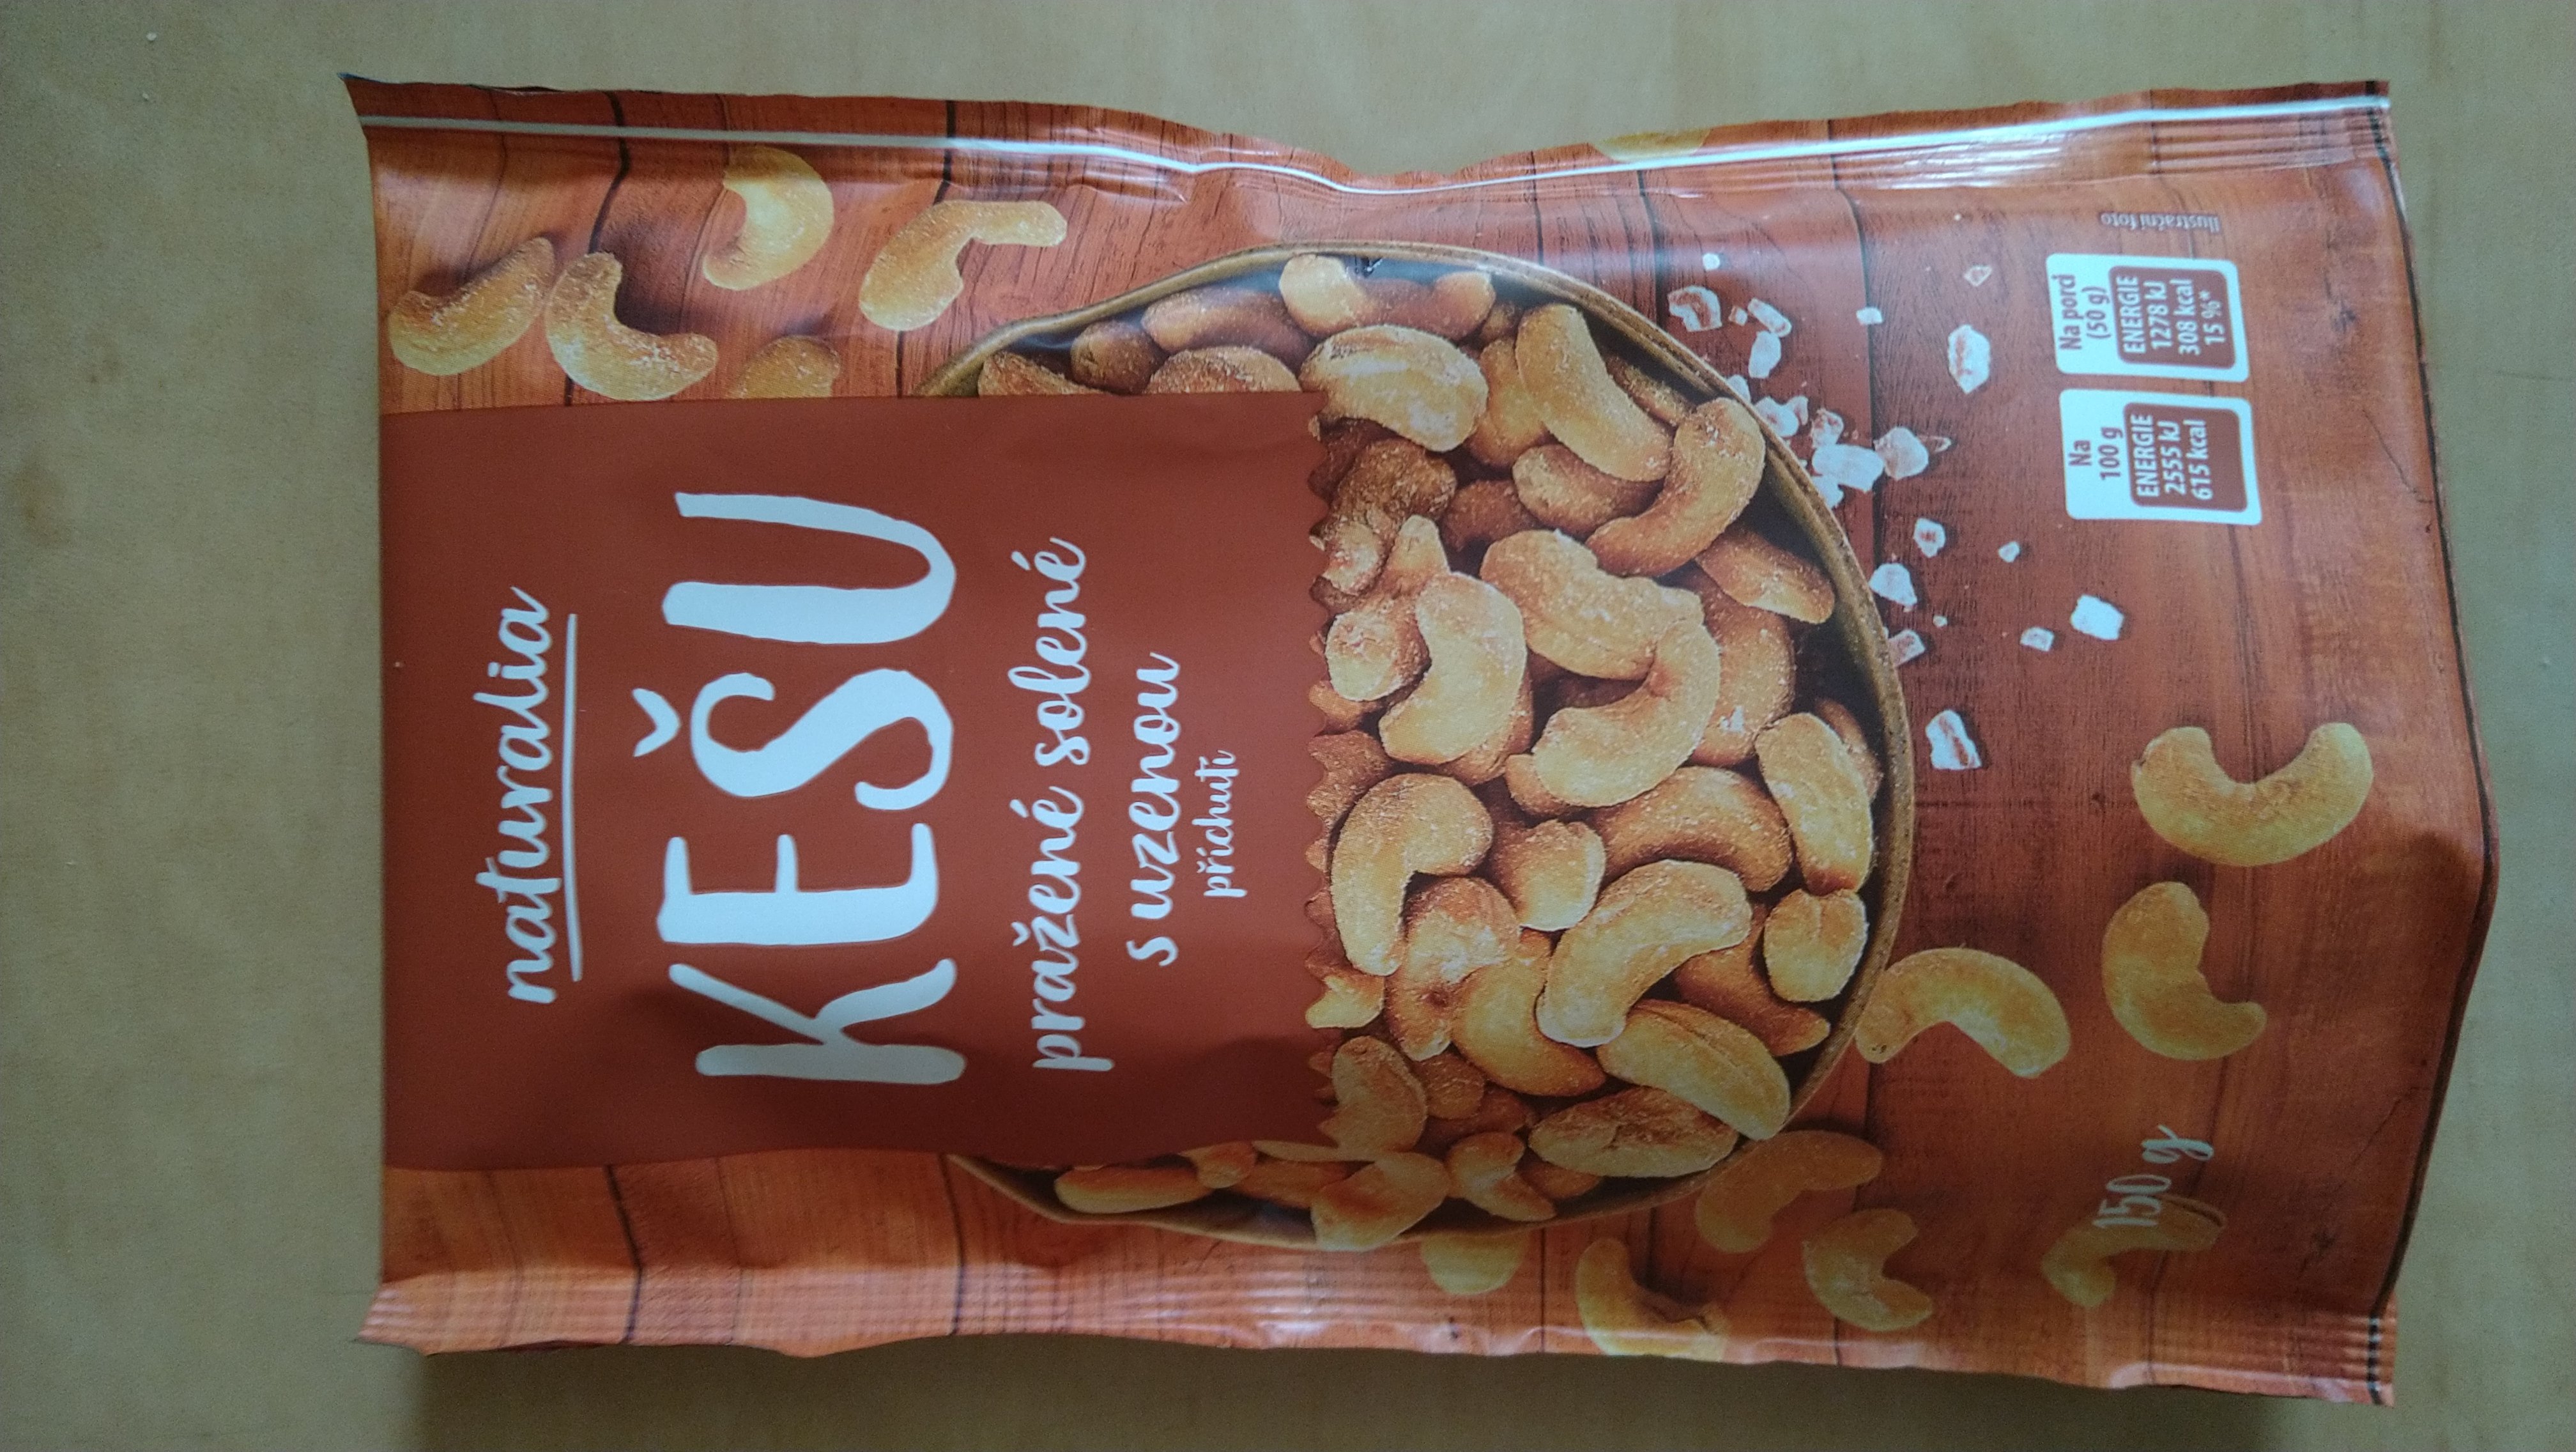 naturalia
KEŠU
pražené solené
s uzenou
příchutí
150 g
Na
100 g
ENERGIE
2555 kJ
615 kcal
Na porci
(50 g)
ENERGIE
1278 kJ
308 kcal
15 %*
ilustrační foto